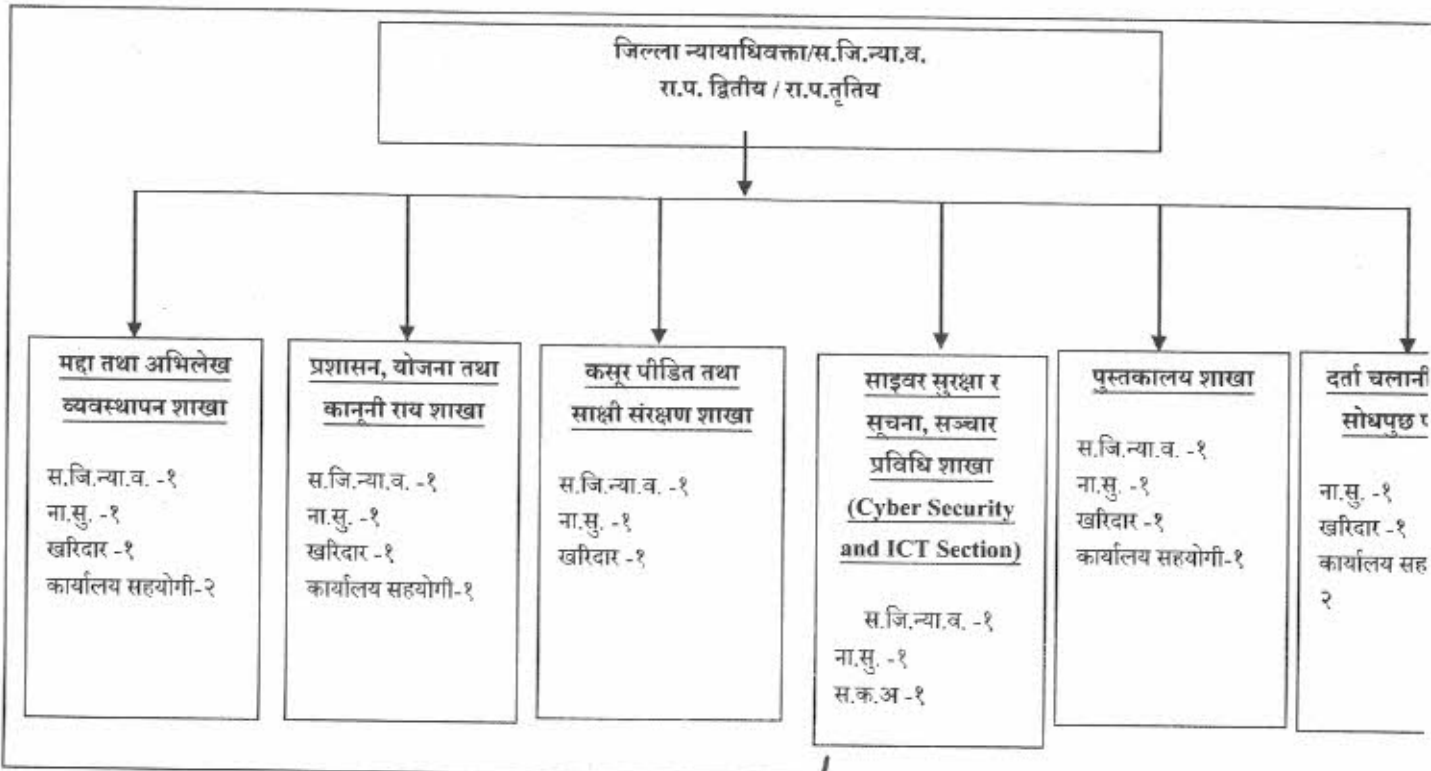 जिल्ला न्यायाधिवक्ता/स.जि.न्या.व.
रा.प. द्वितीय / रा.प.तृतिय
मद्दा तथा अभिलेख
व्यवस्थापन शाखा
स.जि.न्या.व. -१
ना.सु. -१
खरिदार -१
कार्यालय सहयोगी-२
प्रशासन, योजना तथा
कानूनी राय शाखा
स.जि.न्या.व. -१
ना.सु. -१
खरिदार -१
कार्यालय सहयोगी-१
कसूर पीडित तथा
साक्षी संरक्षण शाखा
स.जि.न्या.व. -१
ना.सु. -१
खरिदार -१
साइवर सुरक्षा र
सूचना, सञ्चार
प्रविधि शाखा
(Cyber Security
and ICT Section)
स.जि.न्या.व. -१
ना.सु. -१
स.क.अ -१
पुस्तकालय शाखा
स.जि.न्या.व. -१
ना.सु. -१
खरिदार -१
कार्यालय सहयोगी-१
दर्ता चलानी
सोधपुछ
ना.सु. -१
खरिदार -१
कार्यालय सह
२